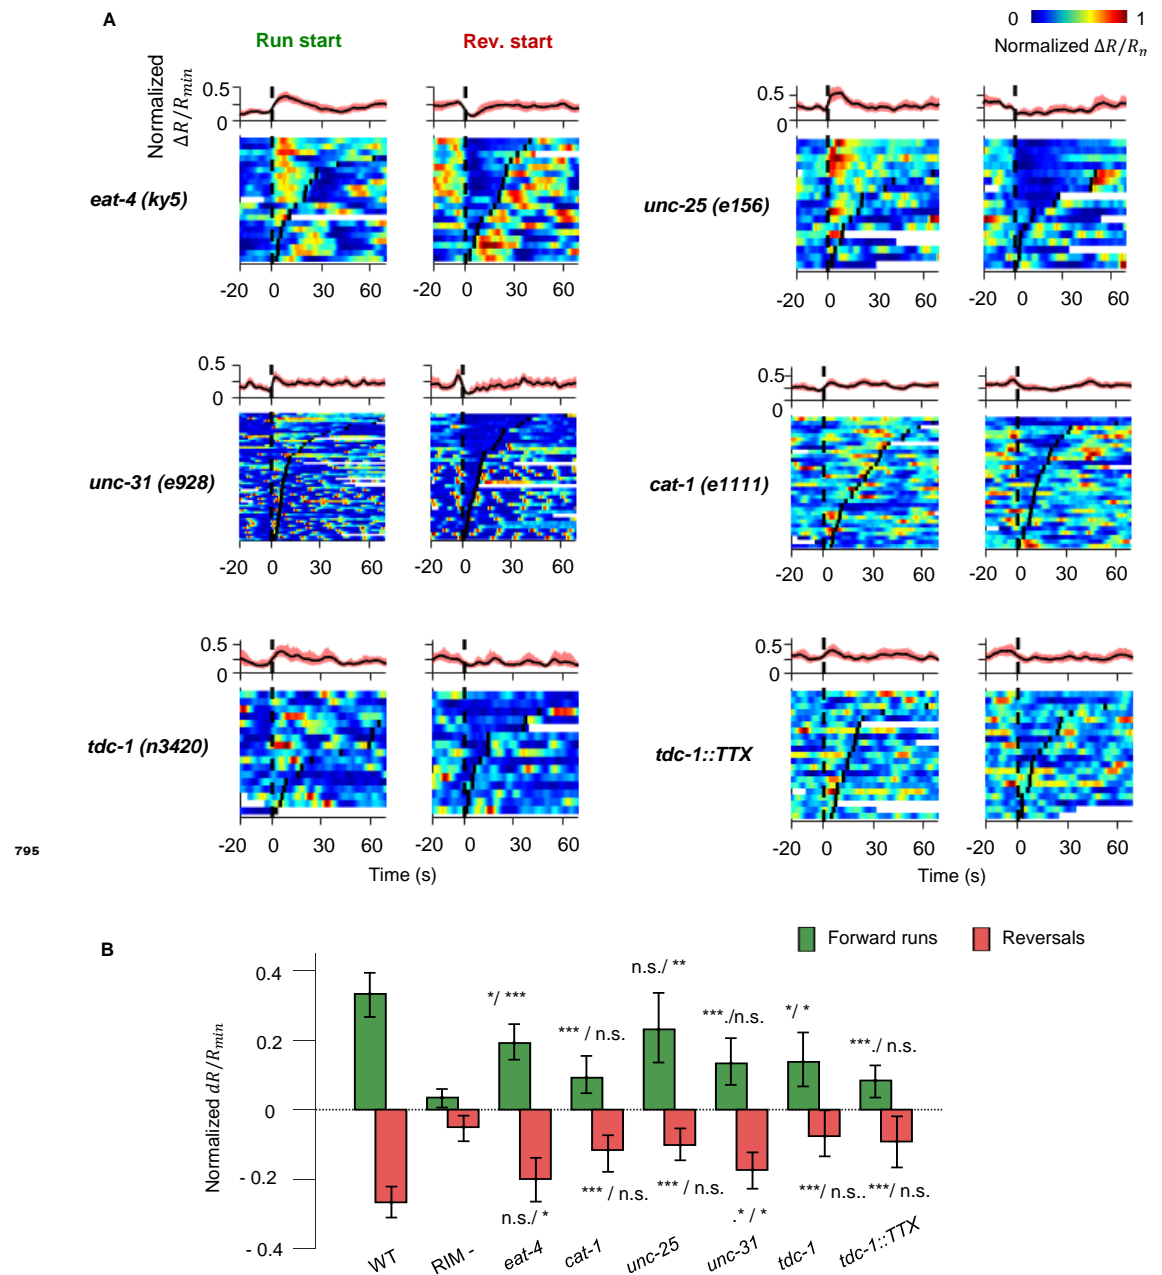 A
Run start
Rev. start
0 1
Normalized ΔR/Rn
Normalized
ΔR/Rmin
0.5
0
0.5
0
eat-4 (ky5)
unc-25 (e156)
-20 0 30 60
-20 0 30 60
-20 0 30 60
-20 0 30 60
0.5
0
0.5
0
unc-31 (e928)
cat-1 (e1111)
-20 0 30 60
-20 0 30 60
-20 0 30 60
-20 0 30 60
0.5
0
0.5
0
tdc-1 (n3420)
tdc-1::TTX
-20 0 30 60
-20 0 30 60
-20 0 30 60
-20 0 30 60
795
Time (s)
Time (s)
B
Forward runs
Reversals
Normalized dR/Rmin
0.4
0.2
0
- 0.2
- 0.4
*/ ***
*** / n.s.
n.s./ **
***./n.s.
*/ *
***./ n.s.
n.s./ *
*** / n.s.
*** / n.s.
.* / *
***/ n.s..
***/ n.s.
WT
RIM -
eat-4
cat-1
unc-25
unc-31
tdc-1
tdc-1::TTX